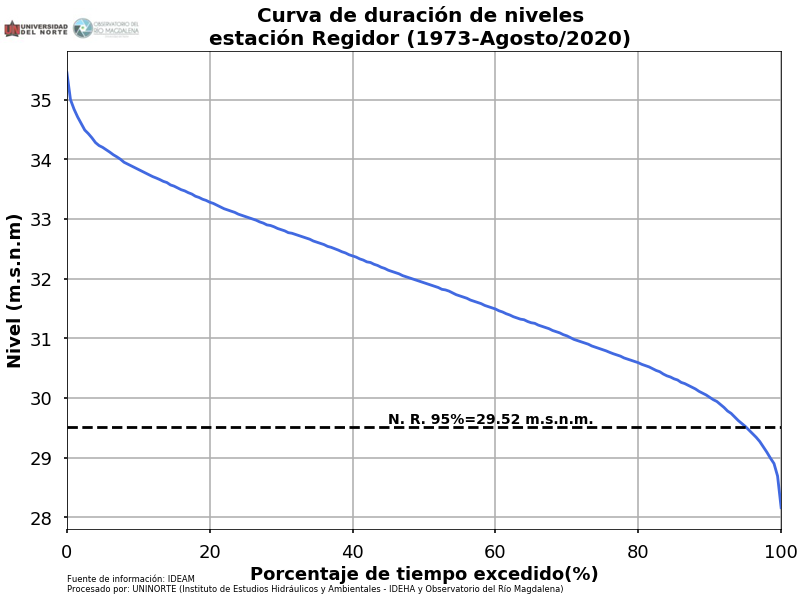 UNIVERSIDAD
DEL NORTE
OBSERVATORIO DEL
RÍO MAGDALENA
Curva de duración de niveles
estación Regidor (1973-Agosto/2020)
Nivel (m.s.n.m)
35
34
33
32
31
30
29
28
N. R. 95%=29.52 m.s.n.m.
0 20 40 60 80 100
Porcentaje de tiempo excedido(%)
Fuente de información: IDEAM
Procesado por: UNINORTE (Instituto de Estudios Hidráulicos y Ambientales - IDEHA y Observatorio del Río Magdalena)